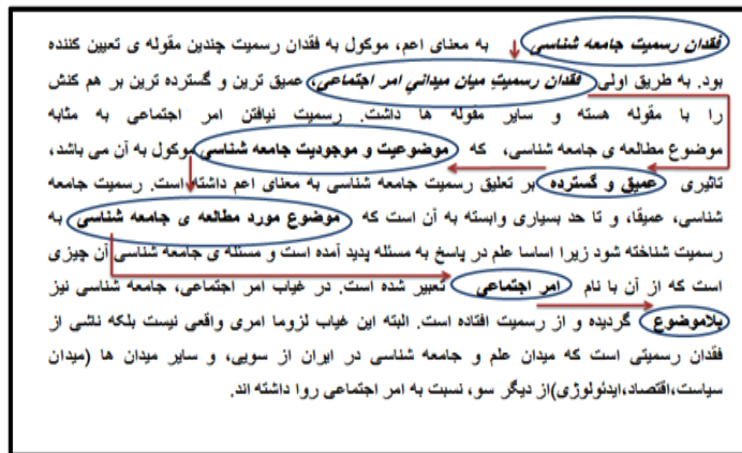 فقدان رسمیت جامعه شناسی به معنای اعم، موکول به فقدان رسمیت چندین مقوله ی تعیین کننده
بود. به طریق اولی فقدان رسمیتِ میان میدانیِ امر اجتماعی، عمیق ترین و گسترده ترین بر هم کنش
را با مقوله هسته و سایر مقوله ها داشت. رسمیت نیافتن امر اجتماعی به مثابه
موضوع مطالعه ی جامعه شناسی، که موضوعیت و موجودیت جامعه شناسی موکول به آن می باشد،
تاثیری عمیق و گسترده بر تعلیق رسمیت جامعه شناسی به معنای اعم داشته است. رسمیت جامعه
شناسی، عمیقًا، و تا حد بسیاری وابسته به آن است که موضوع مورد مطالعه ی جامعه شناسی به
رسمیت شناخته شود زیرا اساسا علم در پاسخ به مسئله پدید آمده است و مسئله ی جامعه شناسی آن چیزی
است که از آن با نام امر اجتماعی تعبیر شده است. در غیاب امر اجتماعی، جامعه شناسی نیز
بلاموضوع گردیده و از رسمیت افتاده است. البته این غیاب لزوما امری واقعی نیست بلکه ناشی از
فقدان رسمیتی است که میدان علم و جامعه شناسی در ایران از سویی، و سایر میدان ها (میدان
سیاست،اقتصاد،ایدئولوژی)از دیگر سو، نسبت به امر اجتماعی روا داشته اند.